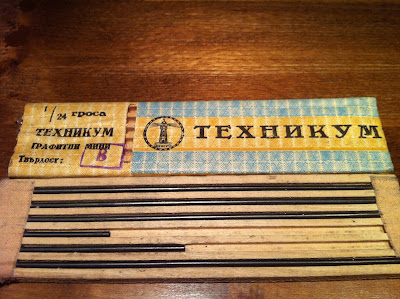 1/24 гроса
ТЕХНИКУМ
ГРАФИТНИ МИНИ
Твърдост:
В
ТЕХНИКУМ